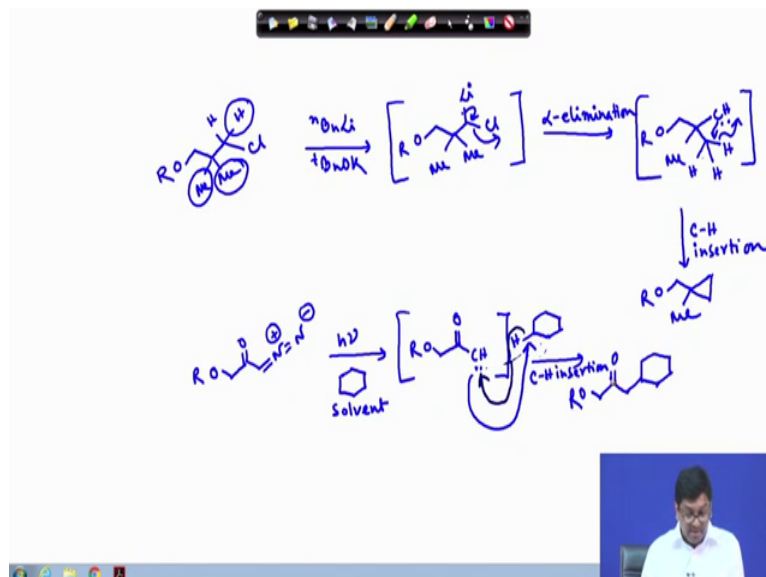 H H Cl RO Me Me
ⁿBuLi
ᵗBuOK
[ Li Cl RO Me Me ]
α-elimination
[ CH RO Me H H H ]
C-H
insertion
RO Me
RO O N N
hν
solvent
[ RO O CH ]
H
C-H insertion
RO O